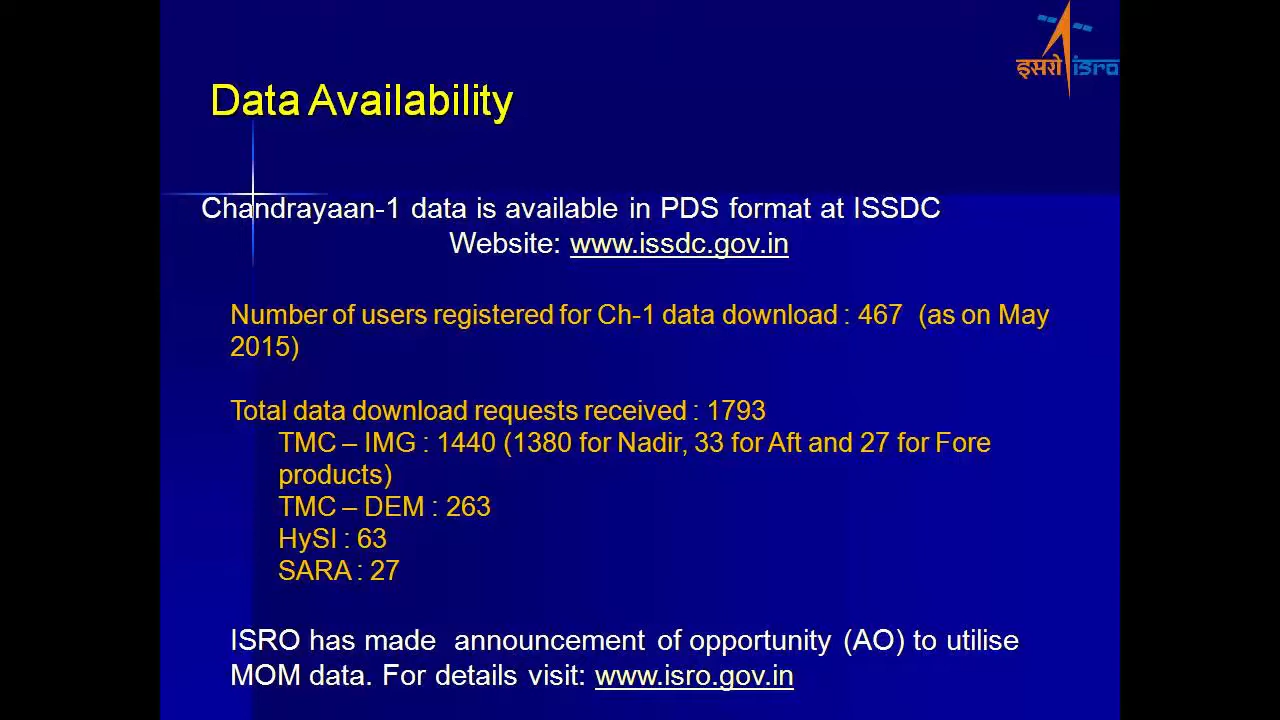 इसरो isro
Data Availability
Chandrayaan-1 data is available in PDS format at ISSDC
Website: www.issdc.gov.in
Number of users registered for Ch-1 data download : 467 (as on May
2015)
Total data download requests received : 1793
TMC – IMG : 1440 (1380 for Nadir, 33 for Aft and 27 for Fore
products)
TMC – DEM : 263
HySI : 63
SARA : 27
ISRO has made announcement of opportunity (AO) to utilise
MOM data. For details visit: www.isro.gov.in